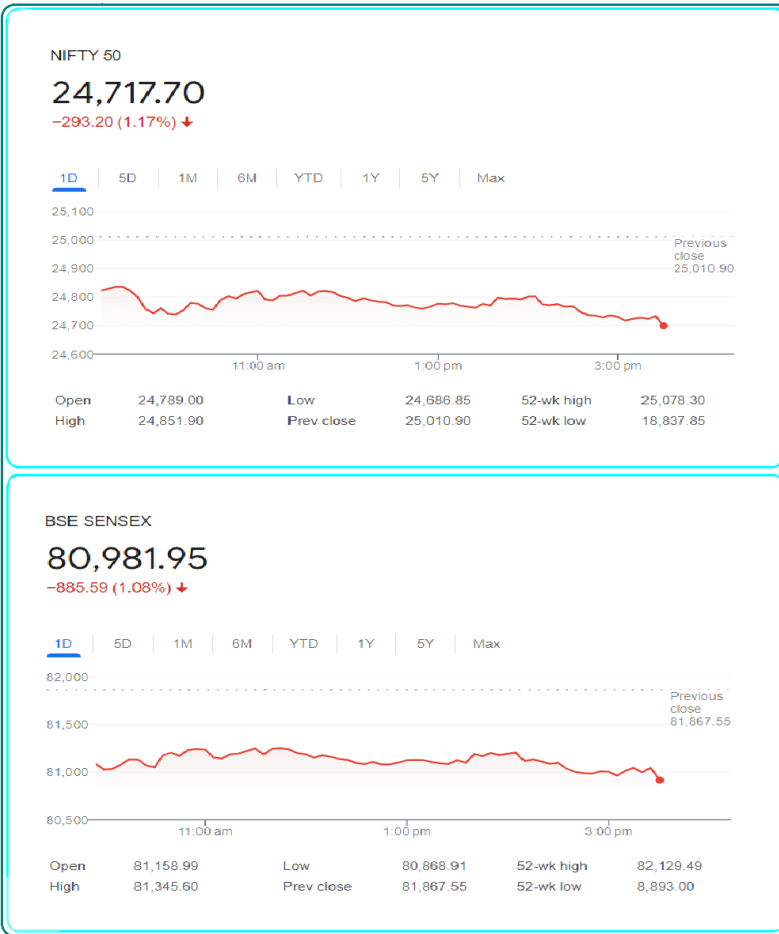 NIFTY 50
24,717.70
−293.20 (1.17%) ↓
1D 5D 1M 6M YTD 1Y 5Y Max
25,100
25,000
24,900
24,800
24,700
24,600
Previous
close
25,010.90
11:00 am 1:00 pm 3:00 pm
Open 24,789.00 Low 24,686.85 52-wk high 25,078.30
High 24,851.90 Prev close 25,010.90 52-wk low 18,837.85
BSE SENSEX
80,981.95
−885.59 (1.08%) ↓
1D 5D 1M 6M YTD 1Y 5Y Max
82,000
81,500
81,000
80,500
Previous
close
81,867.55
11:00 am 1:00 pm 3:00 pm
Open 81,158.99 Low 80,868.91 52-wk high 82,129.49
High 81,345.60 Prev close 81,867.55 52-wk low 8,893.00